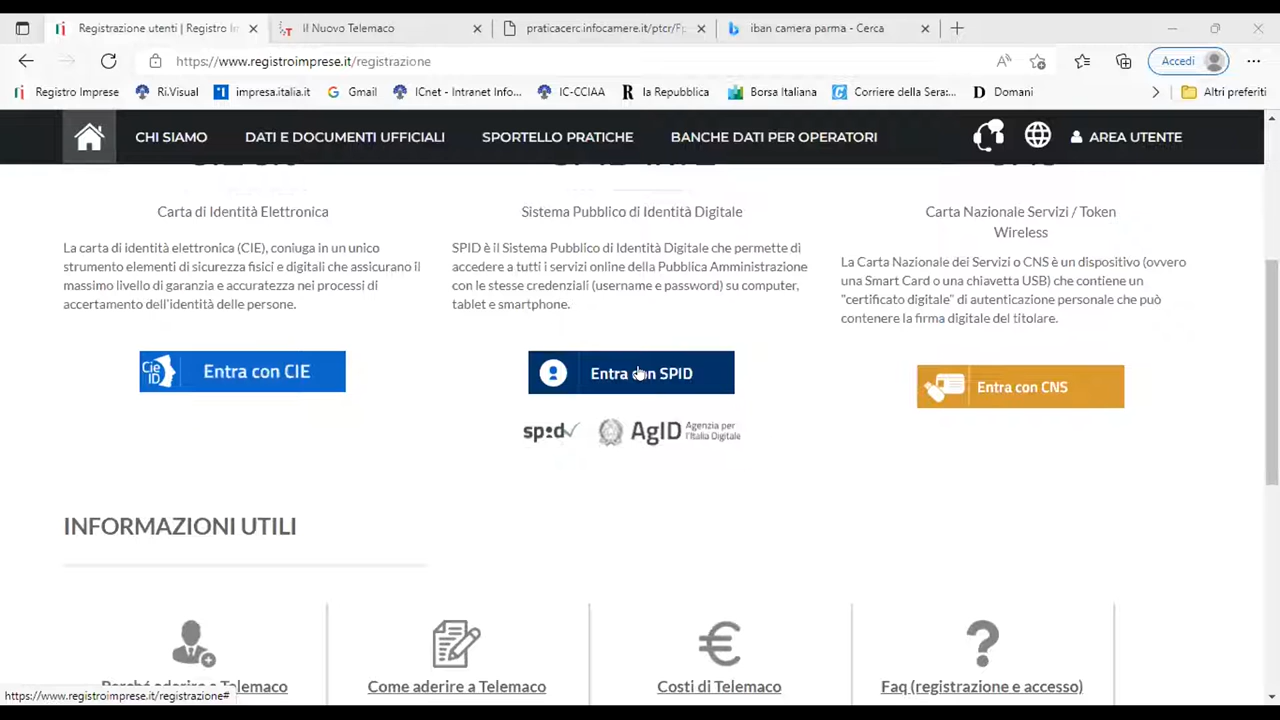 Registrazione utenti | Registro In
Il Nuovo Telemaco
praticacerc.infocamere.it/ptcr/F
iban camera parma - Cerca
https://www.registroimprese.it/registrazione
Accedi
Registro Imprese
Ri.Visual
impresa.italia.it
Gmail
ICnet - Intranet Info...
IC-CCIAA
la Repubblica
Borsa Italiana
Corriere della Sera:...
Domani
Altri preferiti
CHI SIAMO
DATI E DOCUMENTI UFFICIALI
SPORTELLO PRATICHE
BANCHE DATI PER OPERATORI
AREA UTENTE
Carta di Identità Elettronica
La carta di identità elettronica (CIE), coniuga in un unico
strumento elementi di sicurezza fisici e digitali che assicurano il
massimo livello di garanzia e accuratezza nei processi di
accertamento dell'identità delle persone.
Cie ID
Entra con CIE
Sistema Pubblico di Identità Digitale
SPID è il Sistema Pubblico di Identità Digitale che permette di
accedere a tutti i servizi online della Pubblica Amministrazione
con le stesse credenziali (username e password) su computer,
tablet e smartphone.
Entra con SPID
spid
AgID Agenzia per
l'Italia Digitale
Carta Nazionale Servizi / Token
Wireless
La Carta Nazionale dei Servizi o CNS è un dispositivo (ovvero
una Smart Card o una chiavetta USB) che contiene un
"certificato digitale" di autenticazione personale che può
contenere la firma digitale del titolare.
Entra con CNS
INFORMAZIONI UTILI
Perché aderire a Telemaco
Come aderire a Telemaco
Costi di Telemaco
Faq (registrazione e accesso)
https://www.registroimprese.it/registrazione#